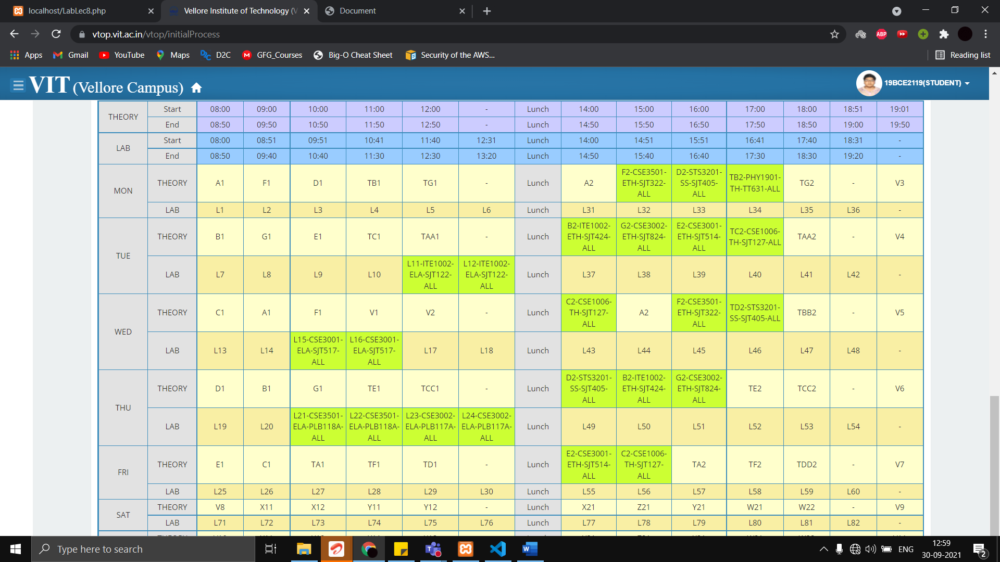 localhost/LabLec8.php
Vellore Institute of Technology (V
Document
vtop.vit.ac.in/vtop/initialProcess
ABP
Apps Gmail YouTube Maps D2C GFG_Courses Big-O Cheat Sheet Security of the AWS... Reading list
VIT (Vellore Campus)
19BCE2119(STUDENT)
THEORY Start 08:00 09:00 10:00 11:00 12:00 - Lunch 14:00 15:00 16:00 17:00 18:00 18:51 19:01
End 08:50 09:50 10:50 11:50 12:50 - Lunch 14:50 15:50 16:50 17:50 18:50 19:00 19:50
LAB Start 08:00 08:51 09:51 10:41 11:40 12:31 Lunch 14:00 14:51 15:51 16:41 17:40 18:31 -
End 08:50 09:40 10:40 11:30 12:30 13:20 Lunch 14:50 15:40 16:40 17:30 18:30 19:20 -
MON THEORY A1 F1 D1 TB1 TG1 - Lunch A2 F2-CSE3501-ETH-SJT322-ALL D2-STS3201-SS-SJT405-ALL TB2-PHY1901-TH-TT631-ALL TG2 - V3
LAB L1 L2 L3 L4 L5 L6 Lunch L31 L32 L33 L34 L35 L36 -
TUE THEORY B1 G1 E1 TC1 TAA1 - Lunch B2-ITE1002-ETH-SJT424-ALL G2-CSE3002-ETH-SJT824-ALL E2-CSE3001-ETH-SJT514-ALL TC2-CSE1006-TH-SJT127-ALL TAA2 - V4
LAB L7 L8 L9 L10 L11-ITE1002-ELA-SJT122-ALL L12-ITE1002-ELA-SJT122-ALL Lunch L37 L38 L39 L40 L41 L42 -
WED THEORY C1 A1 F1 V1 V2 - Lunch C2-CSE1006-TH-SJT127-ALL A2 F2-CSE3501-ETH-SJT322-ALL TD2-STS3201-SS-SJT405-ALL TBB2 - V5
LAB L13 L14 L15-CSE3001-ELA-SJT517-ALL L16-CSE3001-ELA-SJT517-ALL L17 L18 Lunch L43 L44 L45 L46 L47 L48 -
THU THEORY D1 B1 G1 TE1 TCC1 - Lunch D2-STS3201-SS-SJT405-ALL B2-ITE1002-ETH-SJT424-ALL G2-CSE3002-ETH-SJT824-ALL TE2 TCC2 - V6
LAB L19 L20 L21-CSE3501-ELA-PLB118A-ALL L22-CSE3501-ELA-PLB118A-ALL L23-CSE3002-ELA-PLB117A-ALL L24-CSE3002-ELA-PLB117A-ALL Lunch L49 L50 L51 L52 L53 L54 -
FRI THEORY E1 C1 TA1 TF1 TD1 - Lunch E2-CSE3001-ETH-SJT514-ALL C2-CSE1006-TH-SJT127-ALL TA2 TF2 TDD2 - V7
LAB L25 L26 L27 L28 L29 L30 Lunch L55 L56 L57 L58 L59 L60 -
SAT THEORY V8 X11 X12 Y11 Y12 - Lunch X21 Z21 Y21 W21 W22 - V9
LAB L71 L72 L73 L74 L75 L76 Lunch L77 L78 L79 L80 L81 L82 -
Type here to search
ENG
12:59
30-09-2021
2